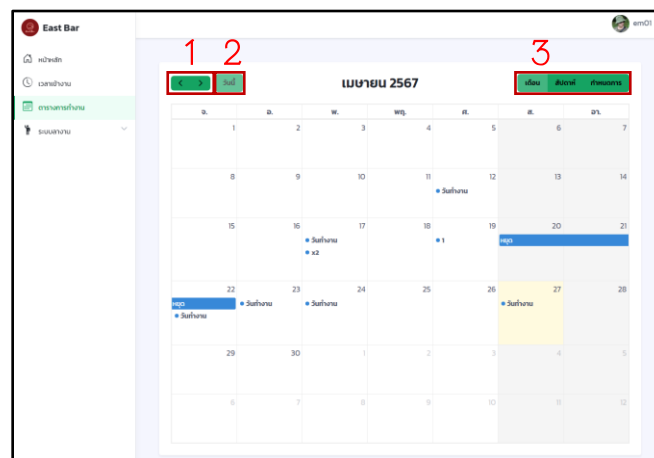 East Bar
em01
หน้าหลัก
เวลาเข้างาน
ตารางการทำงาน
ระบบลางาน
1 2 3
วันนี้
เมษายน 2567
เดือน สัปดาห์ กำหนดการ
จ. อ. พ. พฤ. ศ. ส. อา.
1 2 3 4 5 6 7
8 9 10 11 12 13 14
วันทำงาน
15 16 17 18 19 20 21
วันทำงาน 1 หยุด
x2
22 23 24 25 26 27 28
หยุด วันทำงาน วันทำงาน วันทำงาน
วันทำงาน
29 30 1 2 3 4 5
6 7 8 9 10 11 12